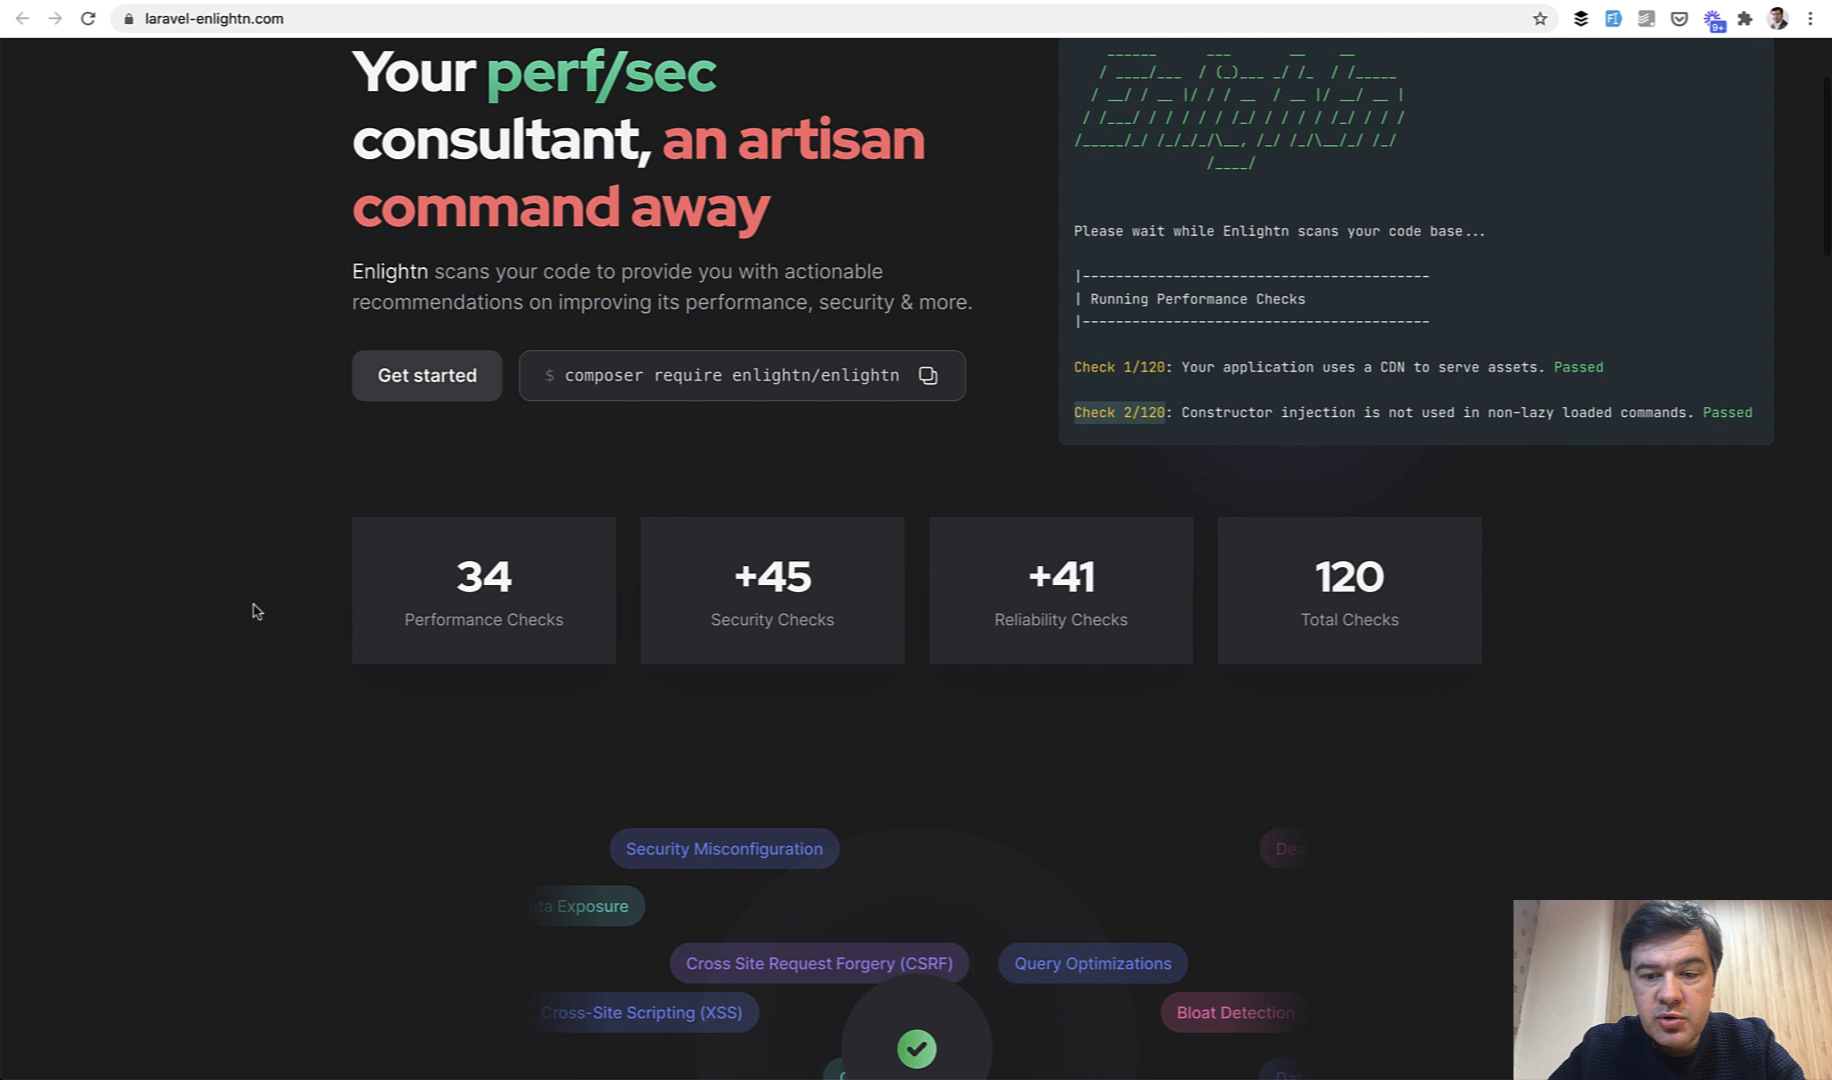 laravel-enlightn.com
9+
Your perf/sec
consultant, an artisan
command away
Enlightn scans your code to provide you with actionable
recommendations on improving its performance, security & more.
Get started
$ composer require enlightn/enlightn
Please wait while Enlightn scans your code base...
|------------------------------------------
| Running Performance Checks
|------------------------------------------
Check 1/120: Your application uses a CDN to serve assets. Passed
Check 2/120: Constructor injection is not used in non-lazy loaded commands. Passed
34
Performance Checks
+45
Security Checks
+41
Reliability Checks
120
Total Checks
Security Misconfiguration
Exposure
Cross Site Request Forgery (CSRF)
Query Optimizations
Cross-Site Scripting (XSS)
Bloat Detection